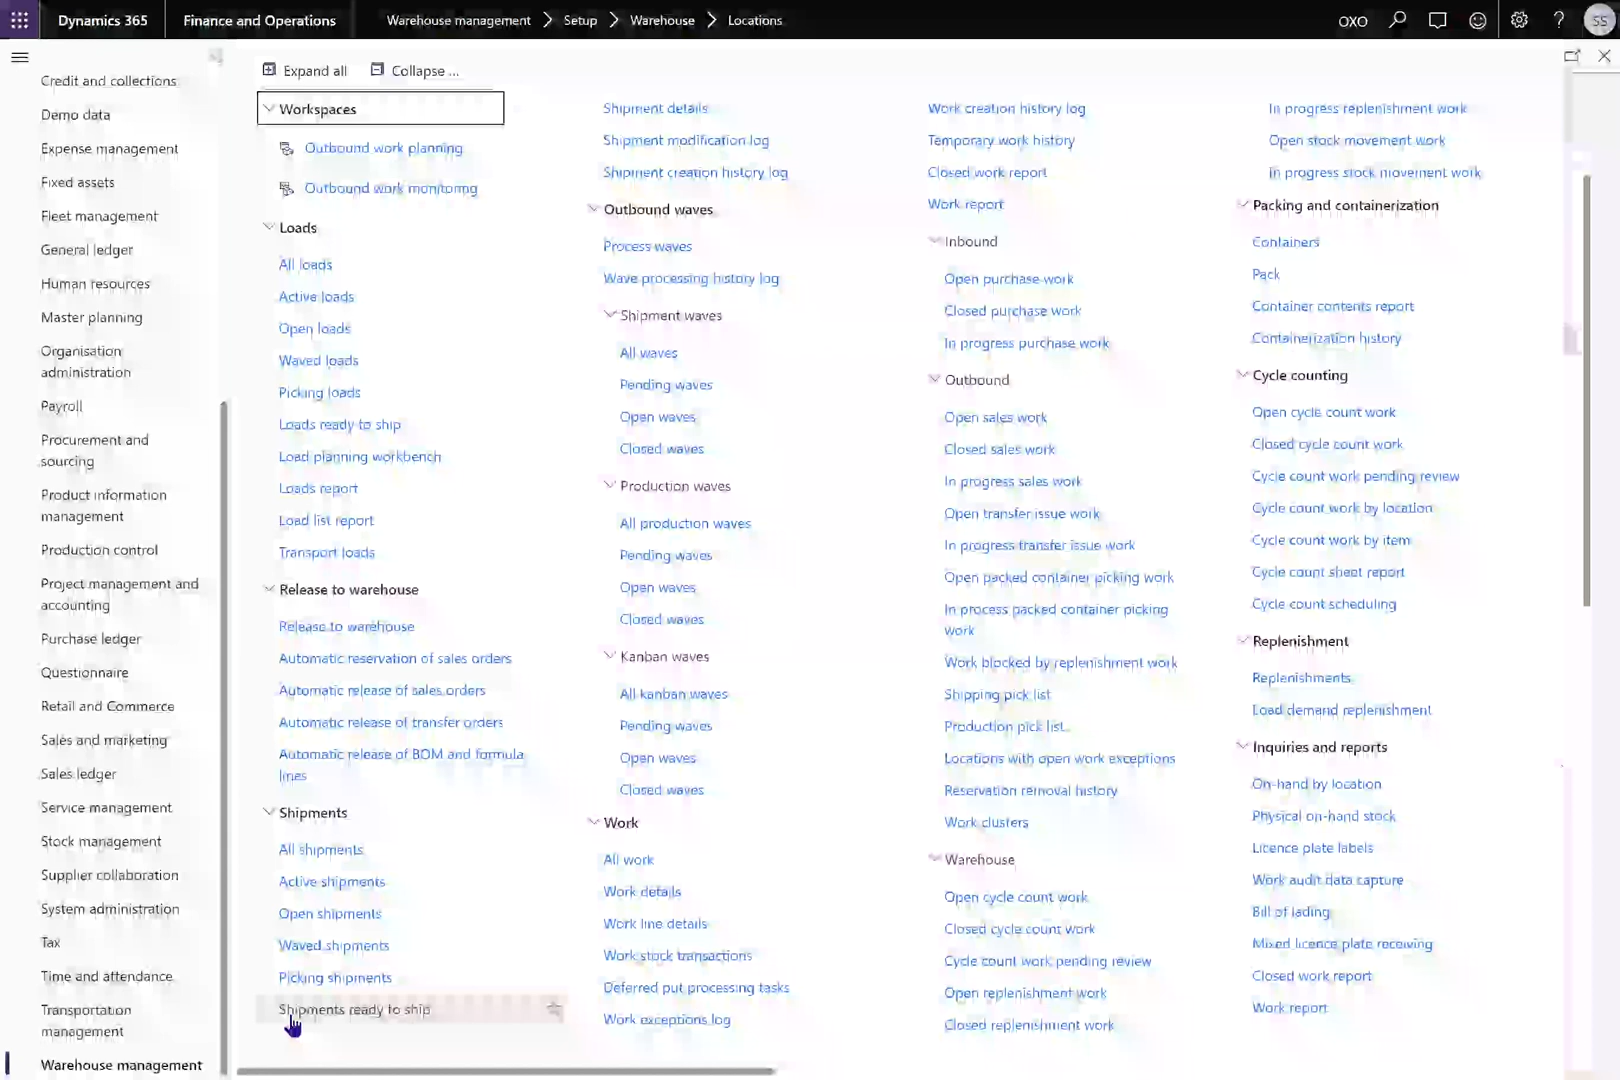 Dynamics 365
Finance and Operations
Warehouse management
Setup
Warehouse
Locations
OXO
?
SS
Credit and collections
Demo data
Expense management
Fixed assets
Fleet management
General ledger
Human resources
Master planning
Organisation
administration
Payroll
Procurement and
sourcing
Product information
management
Production control
Project management and
accounting
Purchase ledger
Questionnaire
Retail and Commerce
Sales and marketing
Sales ledger
Service management
Stock management
Supplier collaboration
System administration
Tax
Time and attendance
Transportation
management
Warehouse management
Expand all
Collapse ...
Workspaces
Outbound work planning
Outbound work monitoring
Loads
All loads
Active loads
Open loads
Waved loads
Picking loads
Loads ready to ship
Load planning workbench
Loads report
Load list report
Transport loads
Release to warehouse
Release to warehouse
Automatic reservation of sales orders
Automatic release of sales orders
Automatic release of transfer orders
Automatic release of BOM and formula
lines
Shipments
All shipments
Active shipments
Open shipments
Waved shipments
Picking shipments
Shipments ready to ship
Shipment details
Shipment modification log
Shipment creation history log
Outbound waves
Process waves
Wave processing history log
Shipment waves
All waves
Pending waves
Open waves
Closed waves
Production waves
All production waves
Pending waves
Open waves
Closed waves
Kanban waves
All kanban waves
Pending waves
Open waves
Closed waves
Work
All work
Work details
Work line details
Work stock transactions
Deferred put processing tasks
Work exceptions log
Work creation history log
Temporary work history
Closed work report
Work report
Inbound
Open purchase work
Closed purchase work
In progress purchase work
Outbound
Open sales work
Closed sales work
In progress sales work
Open transfer issue work
In progress transfer issue work
Open packed container picking work
In process packed container picking
work
Work blocked by replenishment work
Shipping pick list
Production pick list
Locations with open work exceptions
Reservation removal history
Work clusters
Warehouse
Open cycle count work
Closed cycle count work
Cycle count work pending review
Open replenishment work
Closed replenishment work
In progress replenishment work
Open stock movement work
In progress stock movement work
Packing and containerization
Containers
Pack
Container contents report
Containerization history
Cycle counting
Open cycle count work
Closed cycle count work
Cycle count work pending review
Cycle count work by location
Cycle count work by item
Cycle count sheet report
Cycle count scheduling
Replenishment
Replenishments
Load demand replenishment
Inquiries and reports
On-hand by location
Physical on-hand stock
Licence plate labels
Work audit data capture
Bill of lading
Mixed licence plate receiving
Closed work report
Work report